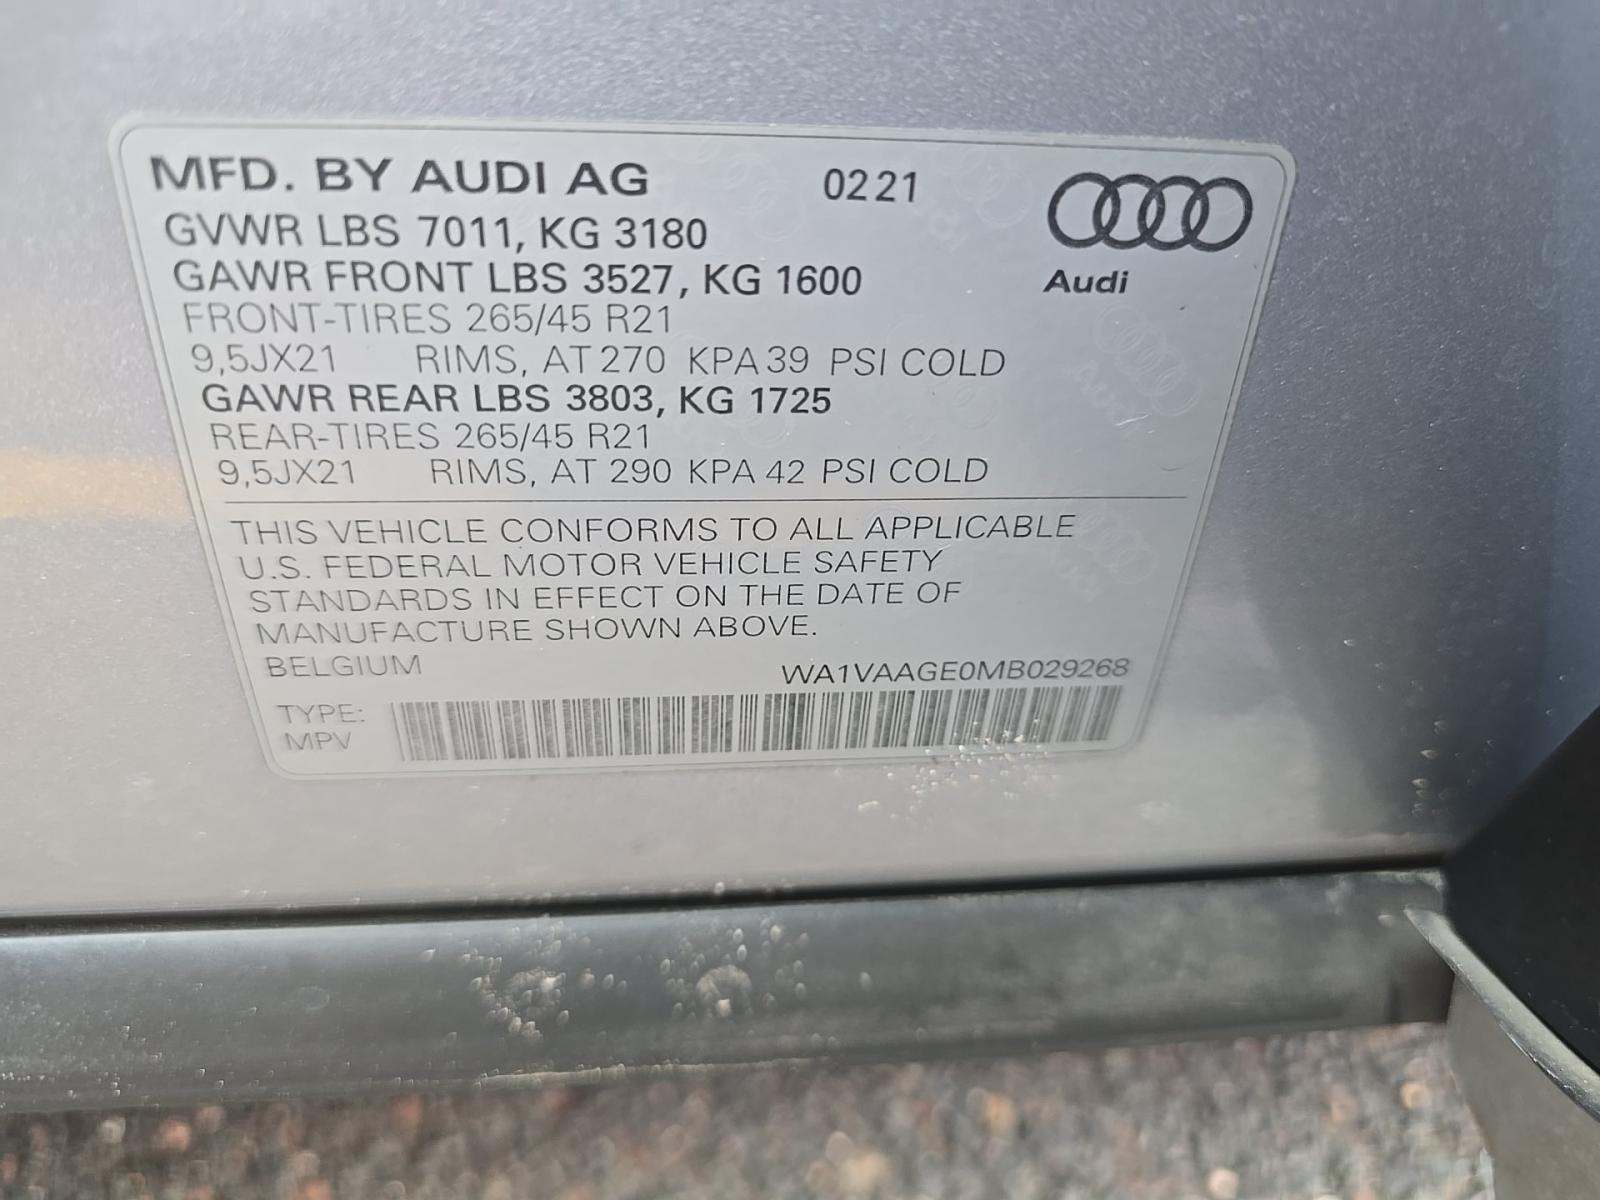 MFD. BY AUDI AG 0221
GVWR LBS 7011, KG 3180
GAWR FRONT LBS 3527, KG 1600
Audi
FRONT-TIRES 265/45 R21
9,5JX21 RIMS, AT 270 KPA 39 PSI COLD
GAWR REAR LBS 3803, KG 1725
REAR-TIRES 265/45 R21
9,5JX21 RIMS, AT 290 KPA 42 PSI COLD
THIS VEHICLE CONFORMS TO ALL APPLICABLE
U.S. FEDERAL MOTOR VEHICLE SAFETY
STANDARDS IN EFFECT ON THE DATE OF
MANUFACTURE SHOWN ABOVE.
BELGIUM WA1VAAGE0MB029268
TYPE:
MPV